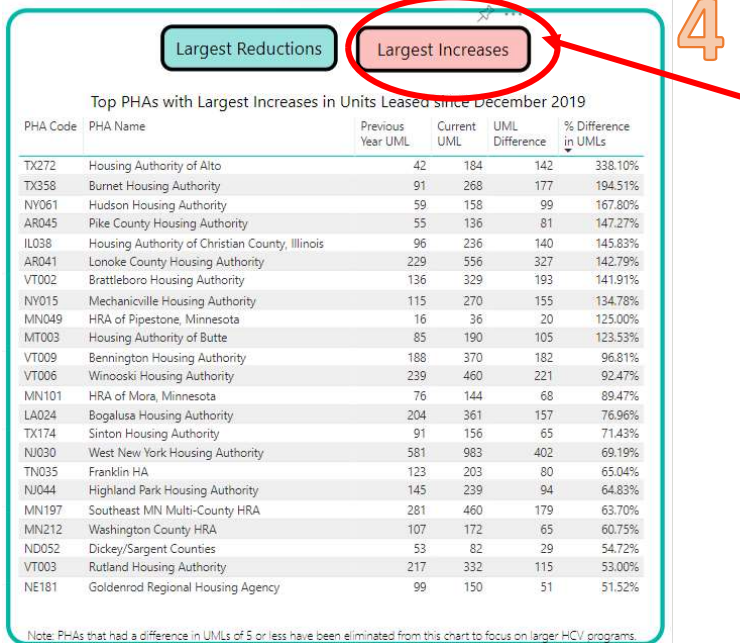 4
Largest Reductions Largest Increases
Top PHAs with Largest Increases in Units Leased since December 2019
PHA Code PHA Name Previous Year UML Current UML UML Difference % Difference in UMLs
TX272 Housing Authority of Alto 42 184 142 338.10%
TX358 Burnet Housing Authority 91 268 177 194.51%
NY061 Hudson Housing Authority 59 158 99 167.80%
AR045 Pike County Housing Authority 55 136 81 147.27%
IL038 Housing Authority of Christian County, Illinois 96 236 140 145.83%
AR041 Lonoke County Housing Authority 229 556 327 142.79%
VT002 Brattleboro Housing Authority 136 329 193 141.91%
NY015 Mechanicville Housing Authority 115 270 155 134.78%
MN049 HRA of Pipestone, Minnesota 16 36 20 125.00%
MT003 Housing Authority of Butte 85 190 105 123.53%
VT009 Bennington Housing Authority 188 370 182 96.81%
VT006 Winooski Housing Authority 239 460 221 92.47%
MN101 HRA of Mora, Minnesota 76 144 68 89.47%
LA024 Bogalusa Housing Authority 204 361 157 76.96%
TX174 Sinton Housing Authority 91 156 65 71.43%
NJ030 West New York Housing Authority 581 983 402 69.19%
TN035 Franklin HA 123 203 80 65.04%
NJ044 Highland Park Housing Authority 145 239 94 64.83%
MN197 Southeast MN Multi-County HRA 281 460 179 63.70%
MN212 Washington County HRA 107 172 65 60.75%
ND052 Dickey/Sargent Counties 53 82 29 54.72%
VT003 Rutland Housing Authority 217 332 115 53.00%
NE181 Goldenrod Regional Housing Agency 99 150 51 51.52%
Note: PHAs that had a difference in UMLs of 5 or less have been eliminated from this chart to focus on larger HCV programs.